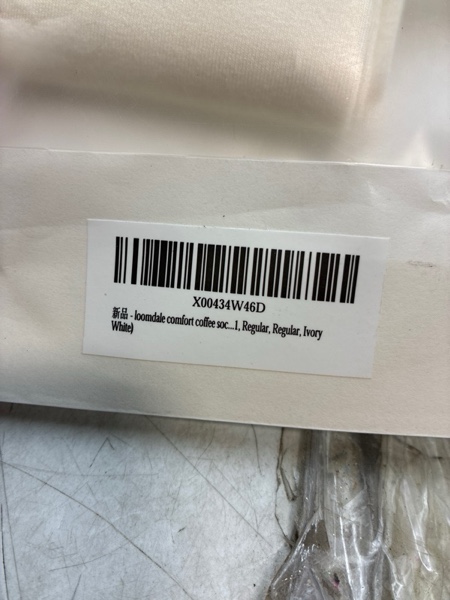 X00434W46D
新品 - loomdale comfort coffee soc...1, Regular, Regular, Ivory
White)